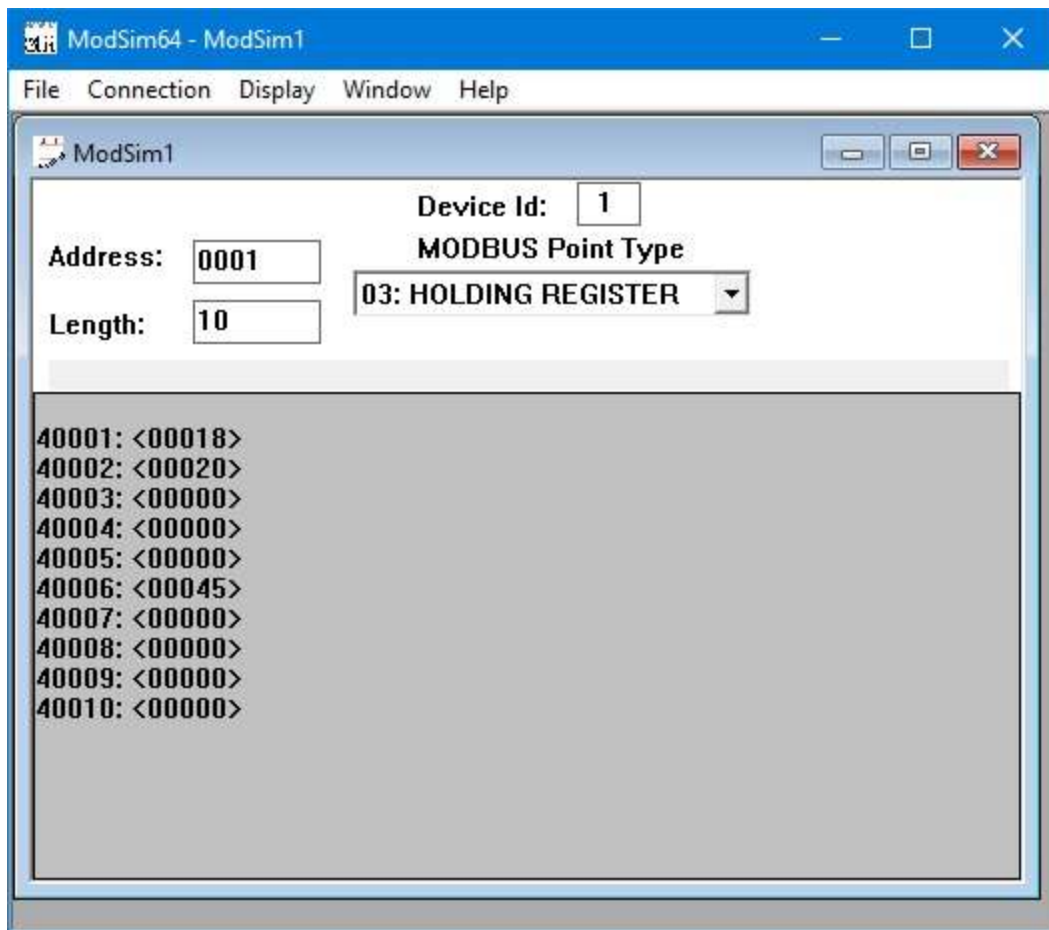 ModSim64 - ModSim1
File Connection Display Window Help
ModSim1
Device Id: 1
Address: 0001
MODBUS Point Type
03: HOLDING REGISTER
Length: 10
40001: <00018>
40002: <00020>
40003: <00000>
40004: <00000>
40005: <00000>
40006: <00045>
40007: <00000>
40008: <00000>
40009: <00000>
40010: <00000>